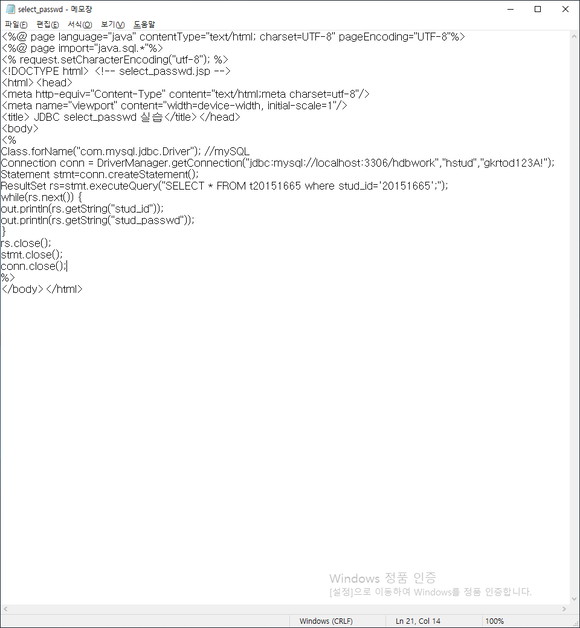 select_passwd - 메모장
파일(F) 편집(E) 서식(O) 보기(V) 도움말
<%@ page language="java" contentType="text/html; charset=UTF-8" pageEncoding="UTF-8"%>
<%@ page import="java.sql.*"%>
<% request.setCharacterEncoding("utf-8"); %>
<!DOCTYPE html> <!-- select_passwd.jsp -->
<html><head>
<meta http-equiv="Content-Type" content="text/html;meta charset=utf-8"/>
<meta name="viewport" content="width=device-width, initial-scale=1"/>
<title> JDBC select_passwd 실습</title></head>
<body>
<%
Class.forName("com.mysql.jdbc.Driver"); //mySQL
Connection conn = DriverManager.getConnection("jdbc:mysql://localhost:3306/hdbwork","hstud","gkrtod123A!");
Statement stmt=conn.createStatement();
ResultSet rs=stmt.executeQuery("SELECT * FROM t20151665 where stud_id='20151665';");
while(rs.next()) {
out.println(rs.getString("stud_id"));
out.println(rs.getString("stud_passwd"));
}
rs.close();
stmt.close();
conn.close();
%>
</body></html>
Windows 정품 인증
[설정]으로 이동하여 Windows를 정품 인증합니다.
Windows (CRLF) Ln 21, Col 14 100%